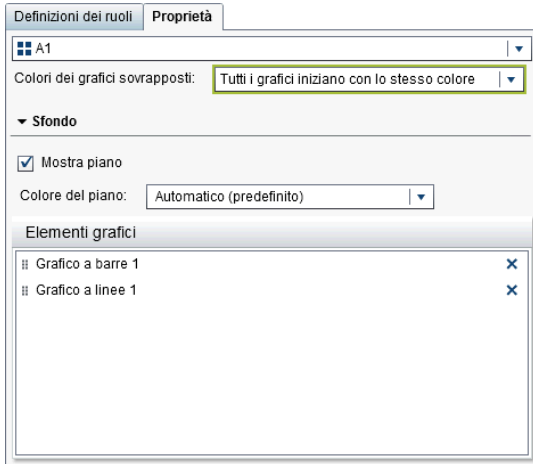 Definizioni dei ruoli Proprietà
A1
Colori dei grafici sovrapposti: Tutti i grafici iniziano con lo stesso colore
Sfondo
Mostra piano
Colore del piano: Automatico (predefinito)
Elementi grafici
Grafico a barre 1
Grafico a linee 1